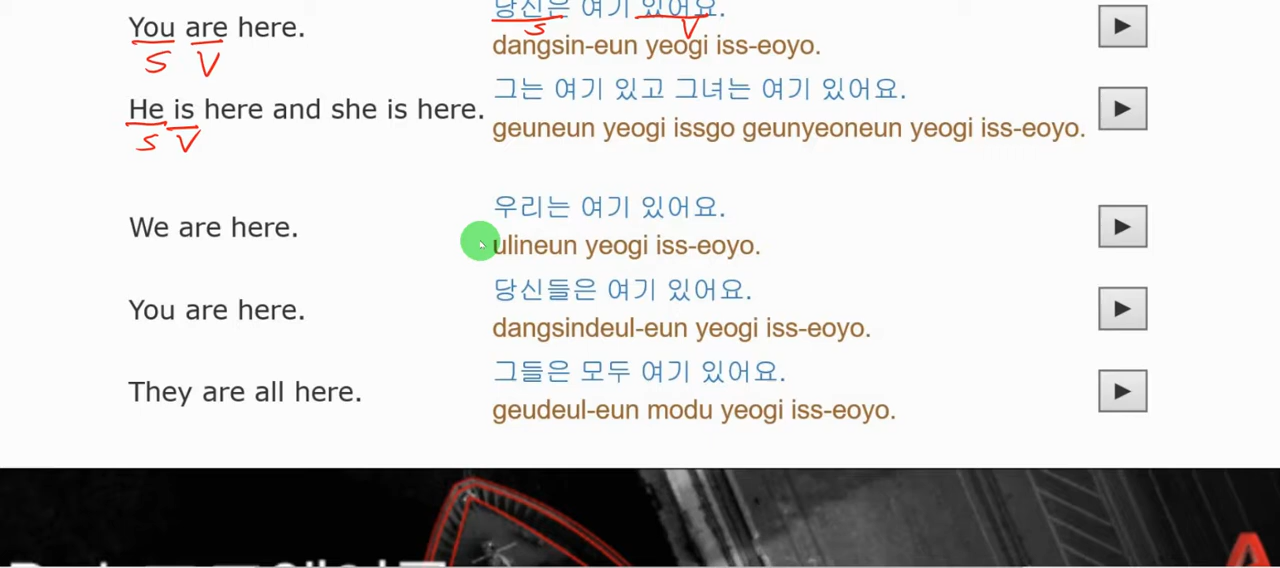 You are here.
당신은 여기 있어요.
S V
S V
dangsin-eun yeogi iss-eoyo.
He is here and she is here.
그는 여기 있고 그녀는 여기 있어요.
S V
geuneun yeogi issgo geunyeoneun yeogi iss-eoyo.
We are here.
우리는 여기 있어요.
ulineun yeogi iss-eoyo.
You are here.
당신들은 여기 있어요.
dangsindeul-eun yeogi iss-eoyo.
They are all here.
그들은 모두 여기 있어요.
geudeul-eun modu yeogi iss-eoyo.